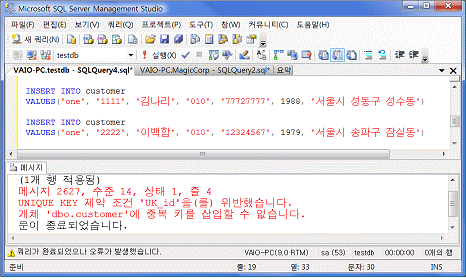 Microsoft SQL Server Management Studio
파일(F) 편집(E) 보기(V) 쿼리(Q) 프로젝트(P) 도구(T) 창(W) 커뮤니티(C) 도움말(H)
새 쿼리(N)
testdb 실행(X)
VAIO-PC.testdb - SQLQuery4.sql* VAIO-PC.MagicCorp - SQLQuery2.sql* 요약
INSERT INTO customer
VALUES("one", "1111", "김나리", "010", "77727777", 1988, "서울시 성동구 성수동")
INSERT INTO customer
VALUES("one", "2222", "이백합", "010", "12324567", 1979, "서울시 송파구 잠실동")
메시지
(1개 행 적용됨)
메시지 2627, 수준 14, 상태 1, 줄 4
UNIQUE KEY 제약 조건 "UK_id"을(를) 위반했습니다.
개체 'dbo.customer'에 중복 키를 삽입할 수 없습니다.
문이 종료되었습니다.
쿼리가 완료되었으나 오류가 발생했습니다. VAIO-PC(9,0 RTM) sa (53) testdb 00:00:00 0개의 행
준비 줄: 19 열: 33 문자: 30 INS